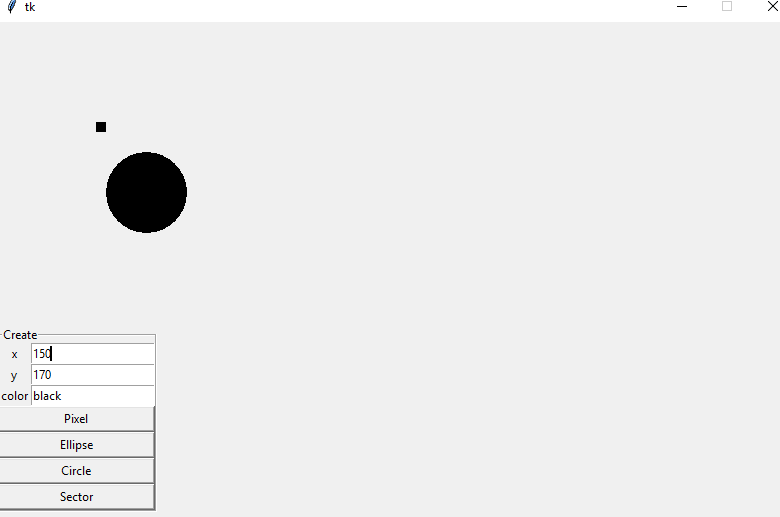 tk
Create
x 150
y 170
color black
Pixel
Ellipse
Circle
Sector